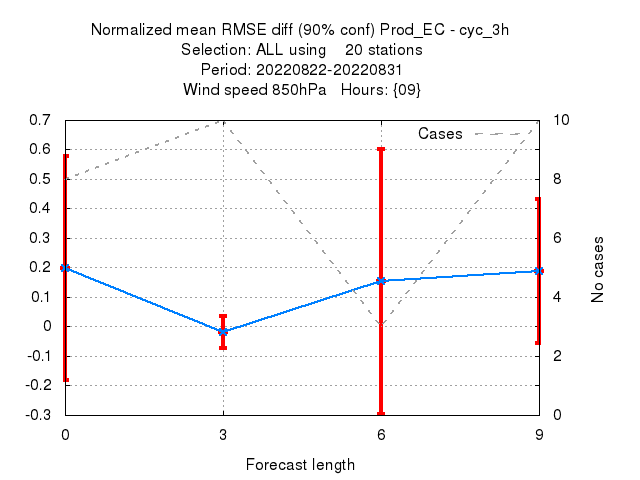 Normalized mean RMSE diff (90% conf) Prod_EC - cyc_3h
Selection: ALL using    20 stations
Period: 20220822-20220831
Wind speed 850hPa   Hours: {09}
Cases
0.7
0.6
0.5
0.4
0.3
0.2
0.1
0
-0.1
-0.2
-0.3
10
8
6
4
2
0
No cases
0 3 6 9
Forecast length